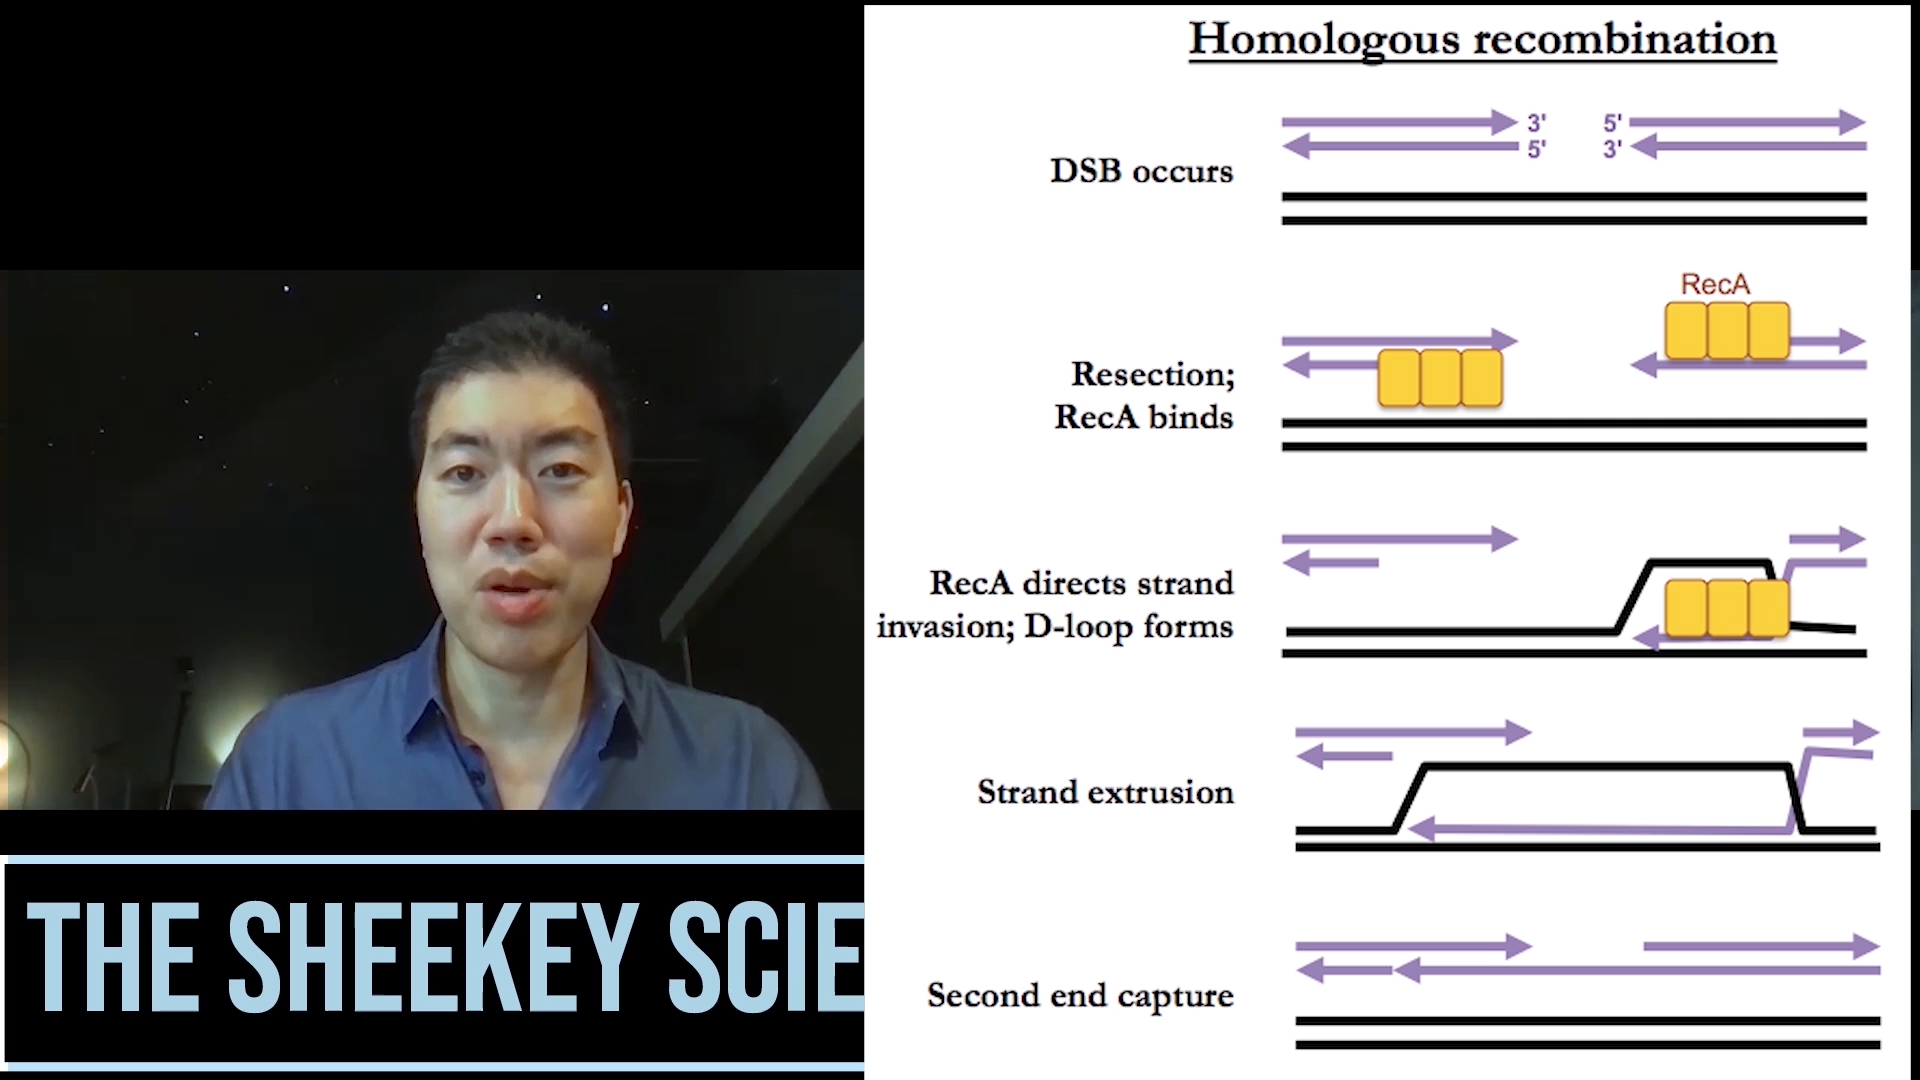 Homologous recombination
3' 5'
5' 3'
DSB occurs
RecA
Resection;
RecA binds
RecA directs strand
invasion; D-loop forms
Strand extrusion
THE SHEEKEY SCIE
Second end capture